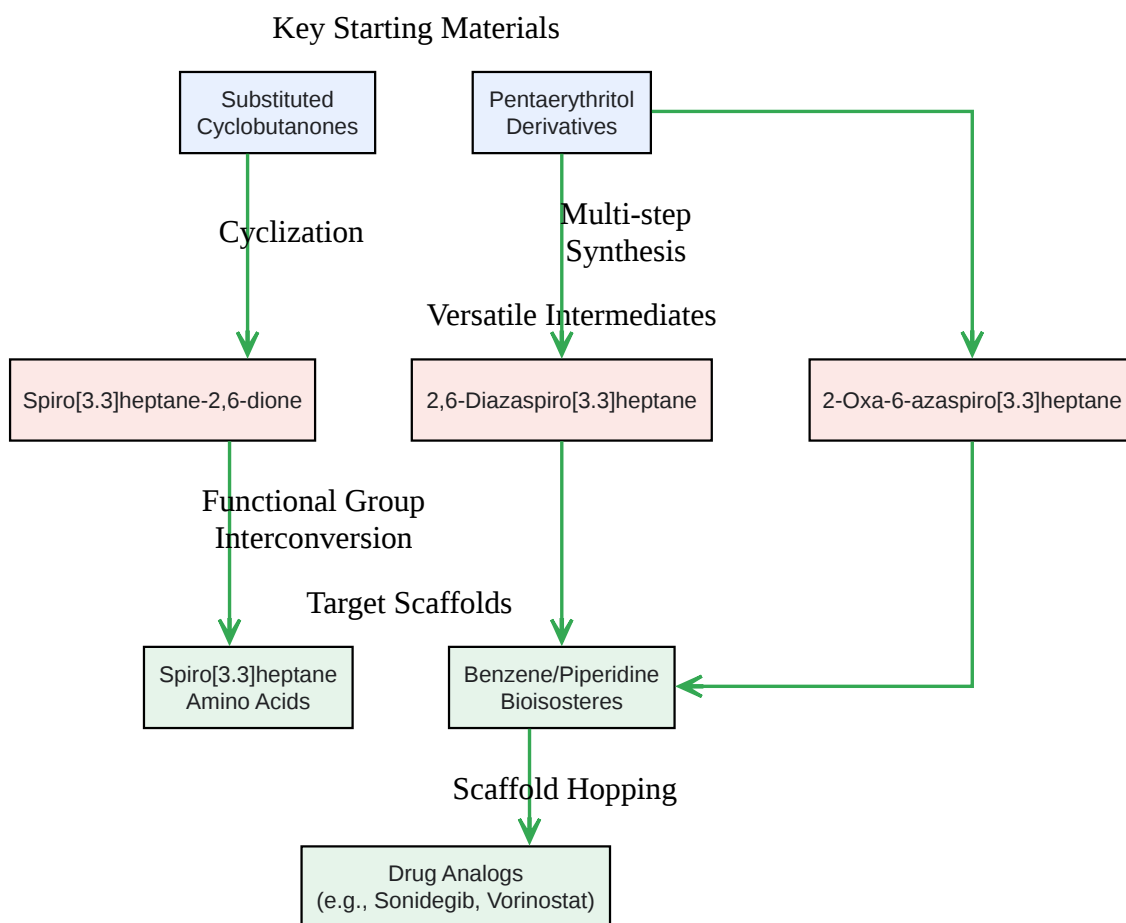 Key Starting Materials
Substituted
Cyclobutanones
Pentaerythritol
Derivatives
Cyclization
Multi-step
Synthesis
Versatile Intermediates
Spiro[3.3]heptane-2,6-dione
2,6-Diazaspiro[3.3]heptane
2-Oxa-6-azaspiro[3.3]heptane
Functional Group
Interconversion
Target Scaffolds
Spiro[3.3]heptane
Amino Acids
Benzene/Piperidine
Bioisosteres
Scaffold Hopping
Drug Analogs
(e.g., Sonidegib, Vorinostat)